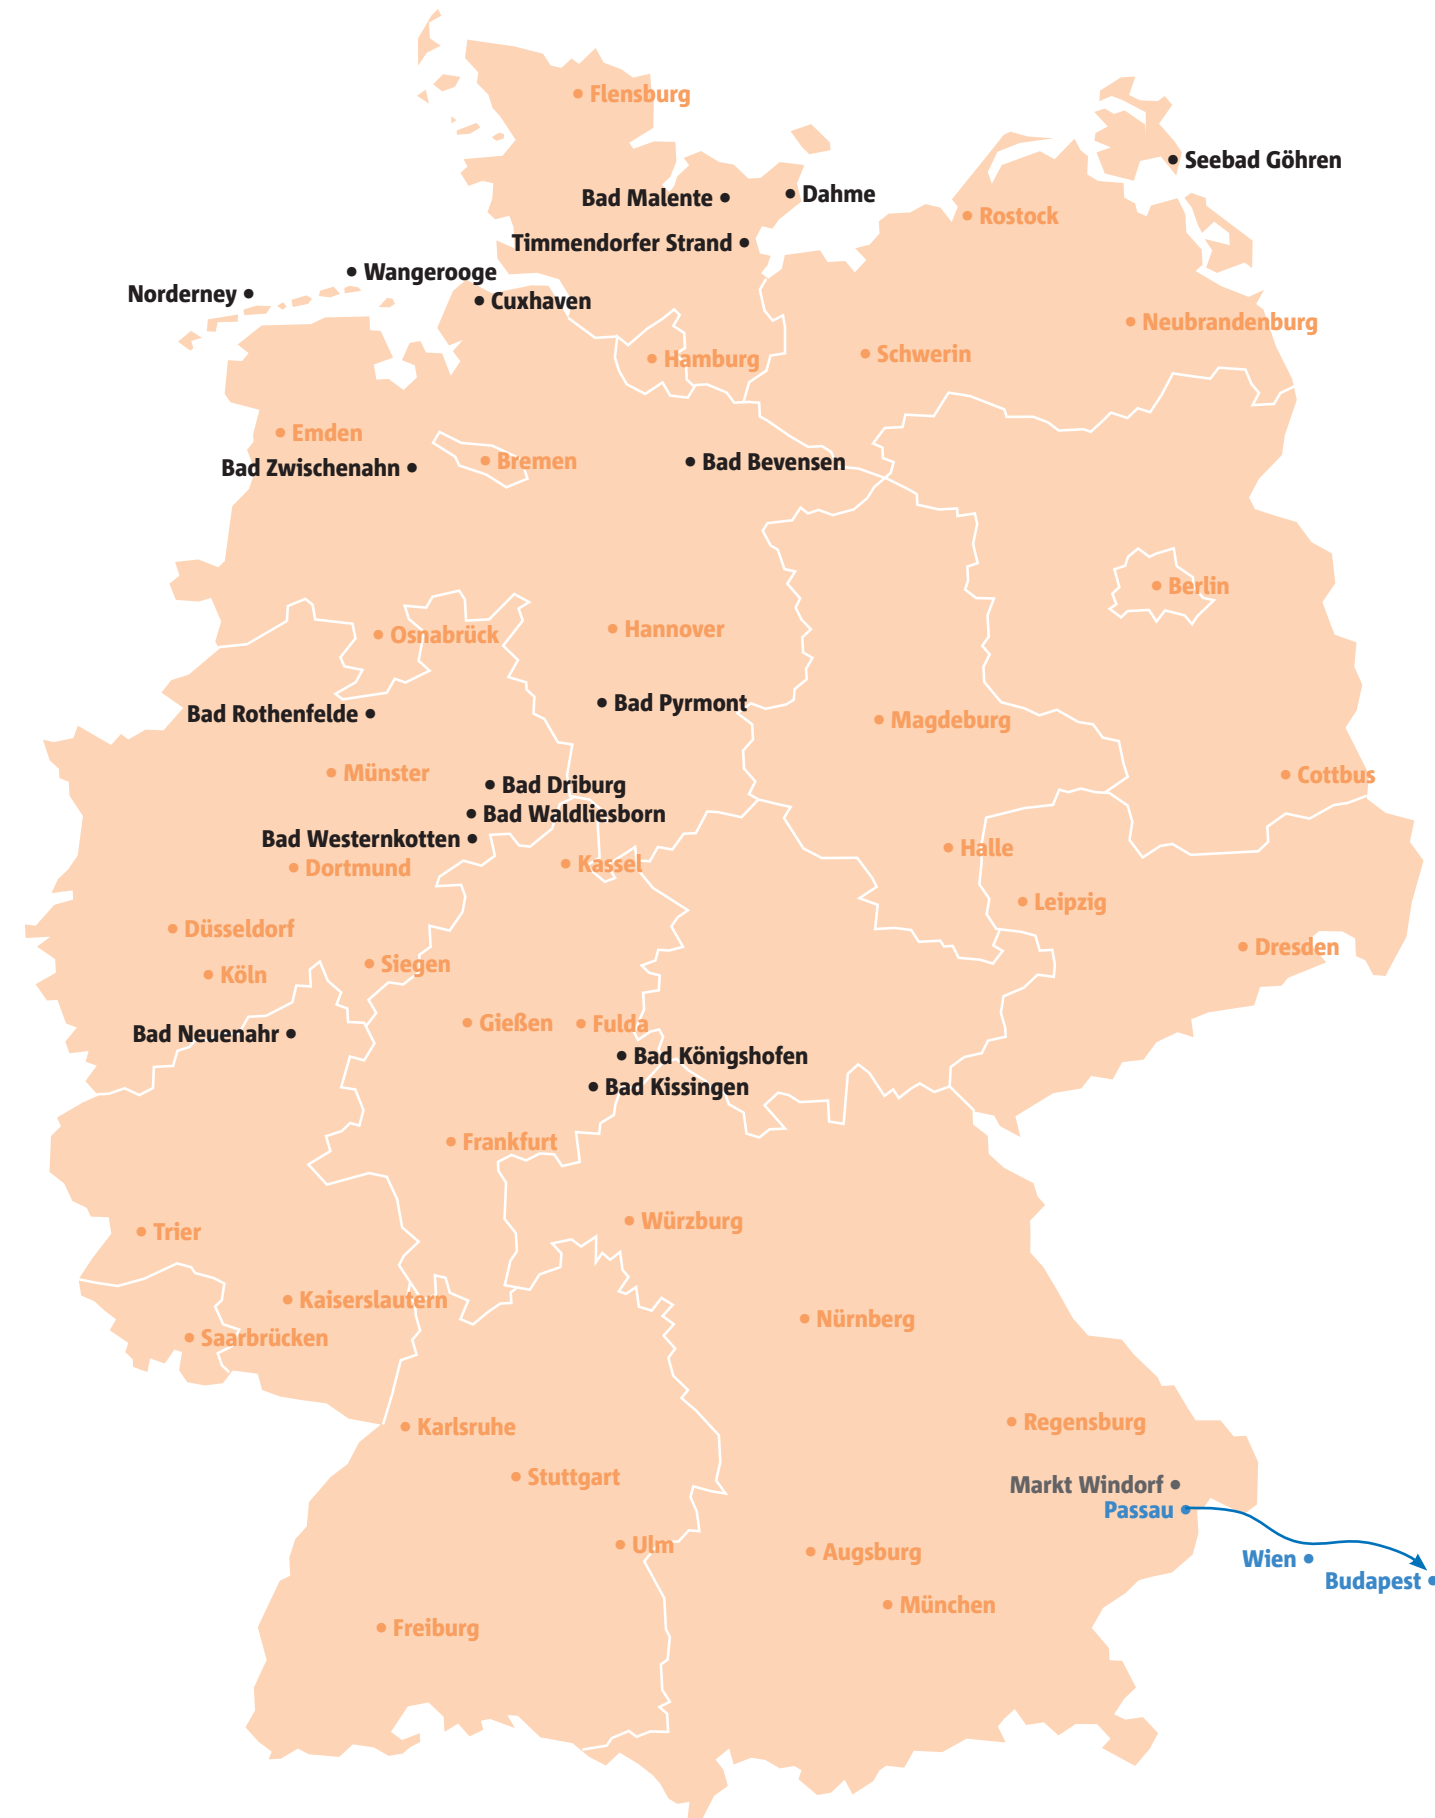 Flensburg
Seebad Göhren
Dahme
Bad Malente
Rostock
Timmendorfer Strand
Wangerooge
Norderney
Cuxhaven
Neubrandenburg
Schwerin
Hamburg
Emden
Bremen
Bad Bevensen
Bad Zwischenahn
Berlin
Hannover
Osnabrück
Bad Pyrmont
Bad Rothenfelde
Magdeburg
Münster
Cottbus
Bad Driburg
Bad Waldliesborn
Bad Westernkotten
Halle
Kassel
Dortmund
Leipzig
Düsseldorf
Dresden
Siegen
Köln
Gießen
Fulda
Bad Neuenahr
Bad Königshofen
Bad Kissingen
Frankfurt
Würzburg
Trier
Kaiserslautern
Nürnberg
Saarbrücken
Regensburg
Karlsruhe
Stuttgart
Markt Windorf
Passau
Ulm
Augsburg
Wien
Budapest
München
Freiburg